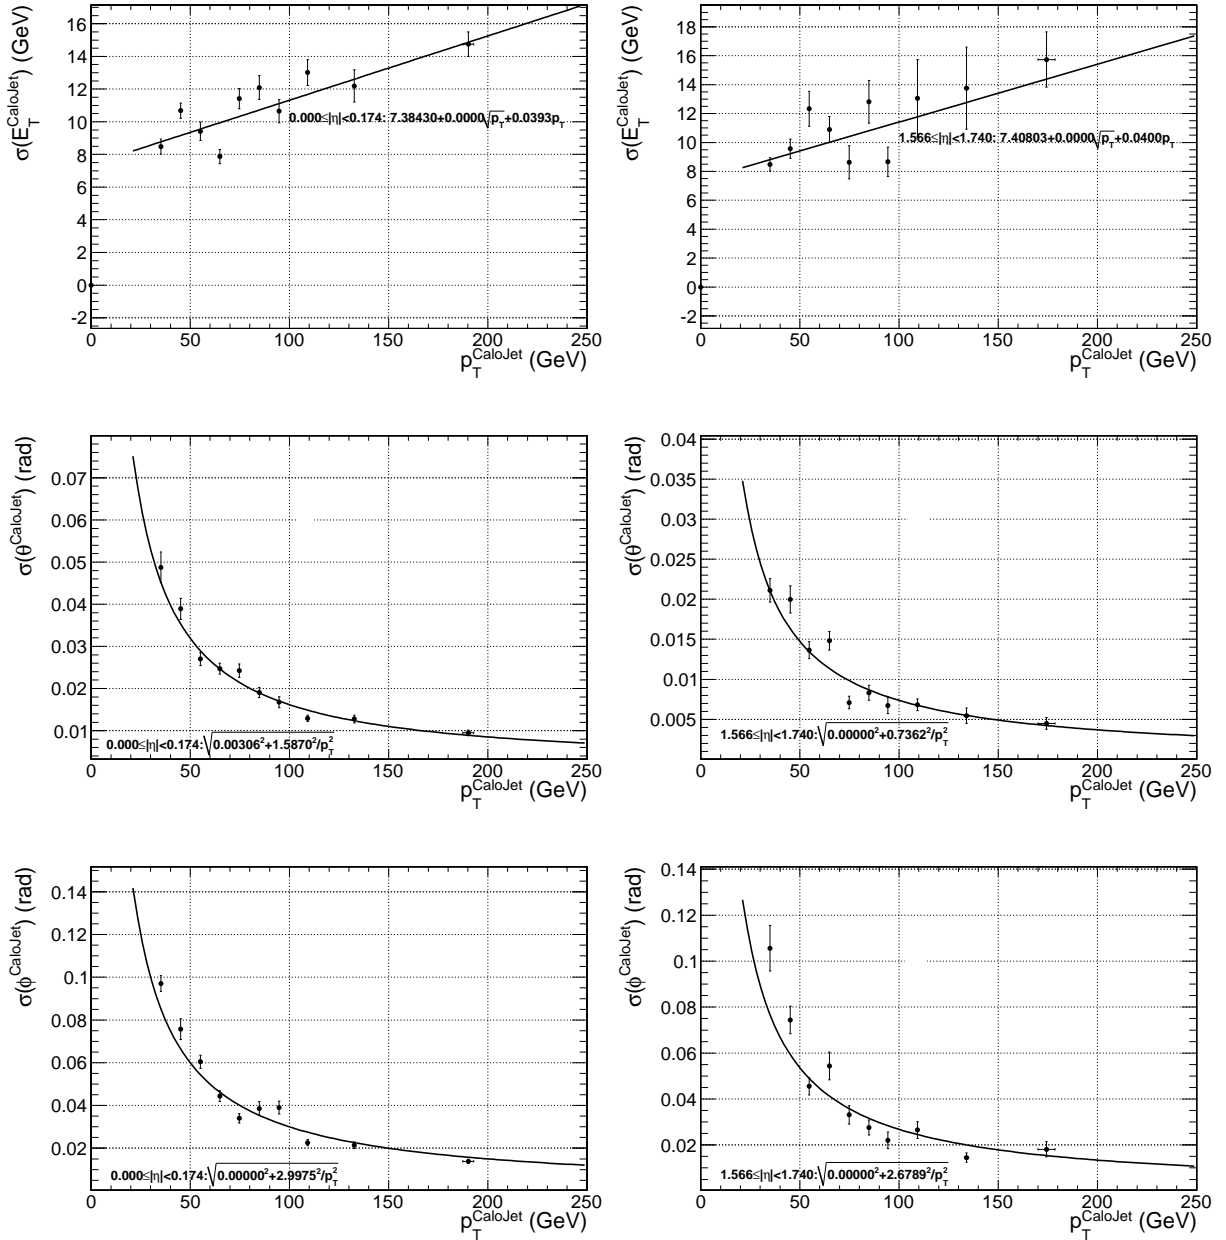 σ(E_T^CaloJet) (GeV)
16
14
12
10
8
6
4
2
0
-2
0.000≤|η|<0.174: 7.38430+0.0000√p_T+0.0393p_T
0 50 100 150 200 250
p_T^CaloJet (GeV)
σ(E_T^CaloJet) (GeV)
18
16
14
12
10
8
6
4
2
0
-2
1.566≤|η|<1.740: 7.40803+0.0000√p_T+0.0400p_T
0 50 100 150 200 250
p_T^CaloJet (GeV)
σ(θ^CaloJet) (rad)
0.07
0.06
0.05
0.04
0.03
0.02
0.01
0.000≤|η|<0.174:√0.00306²+1.5870²/p_T²
0 50 100 150 200 250
p_T^CaloJet (GeV)
σ(θ^CaloJet) (rad)
0.04
0.035
0.03
0.025
0.02
0.015
0.01
0.005
1.566≤|η|<1.740:√0.00000²+0.7362²/p_T²
0 50 100 150 200 250
p_T^CaloJet (GeV)
σ(ϕ^CaloJet) (rad)
0.14
0.12
0.1
0.08
0.06
0.04
0.02
0.000≤|η|<0.174:√0.00000²+2.9975²/p_T²
0 50 100 150 200 250
p_T^CaloJet (GeV)
σ(ϕ^CaloJet) (rad)
0.14
0.12
0.1
0.08
0.06
0.04
0.02
1.566≤|η|<1.740:√0.00000²+2.6789²/p_T²
0 50 100 150 200 250
p_T^CaloJet (GeV)